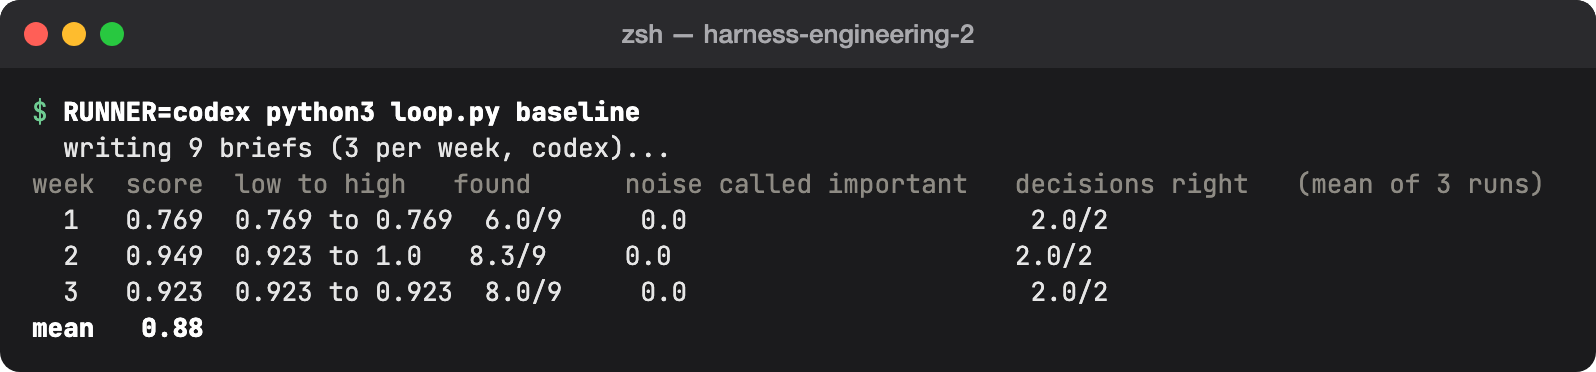 zsh — harness-engineering-2
$ RUNNER=codex python3 loop.py baseline
  writing 9 briefs (3 per week, codex)...
week  score  low to high   found      noise called important   decisions right   (mean of 3 runs)
  1   0.769  0.769 to 0.769  6.0/9     0.0                      2.0/2
  2   0.949  0.923 to 1.0   8.3/9     0.0                      2.0/2
  3   0.923  0.923 to 0.923  8.0/9     0.0                      2.0/2
mean   0.88